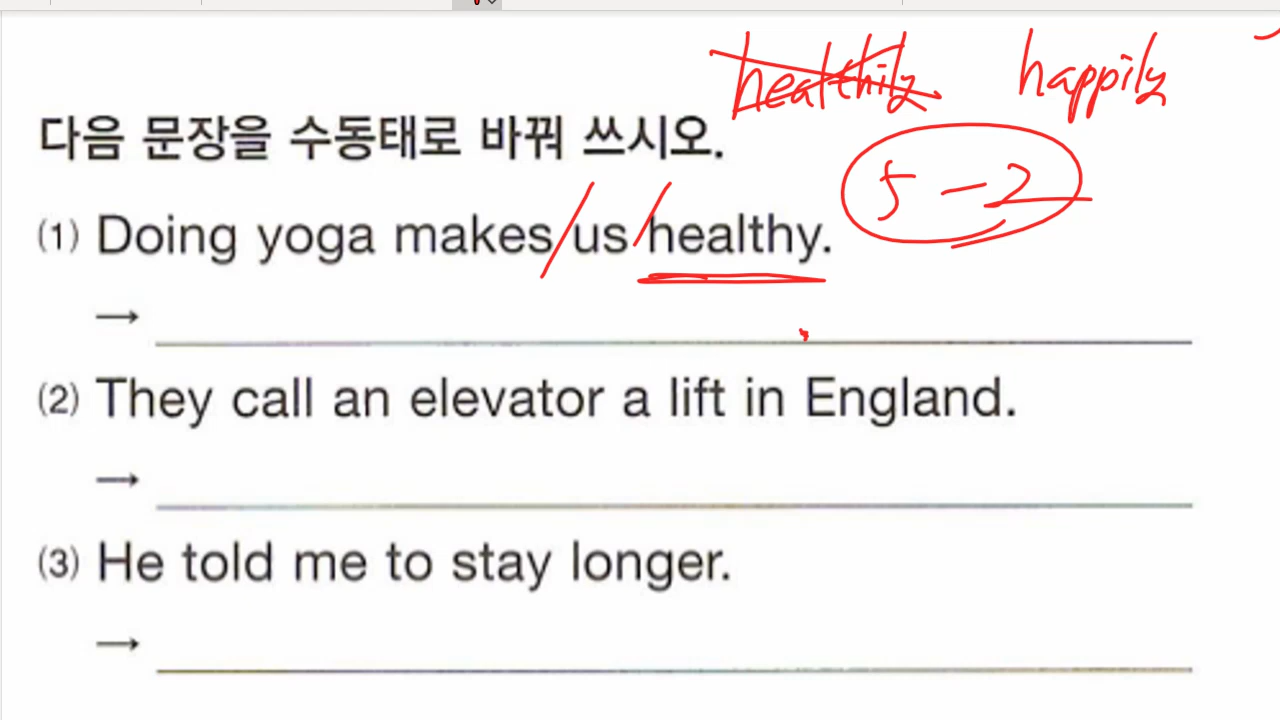 healthily happily
다음 문장을 수동태로 바꿔 쓰시오.
5-2
(1) Doing yoga makes/us/healthy.
→
(2) They call an elevator a lift in England.
→
(3) He told me to stay longer.
→